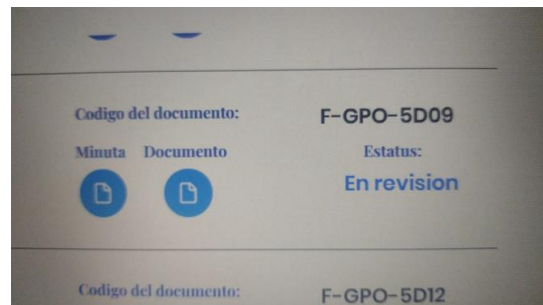 Codigo del documento: F-GPO-5D09
Minuta Documento Estatus:
En revision
Codigo del documento: F-GPO-5D12